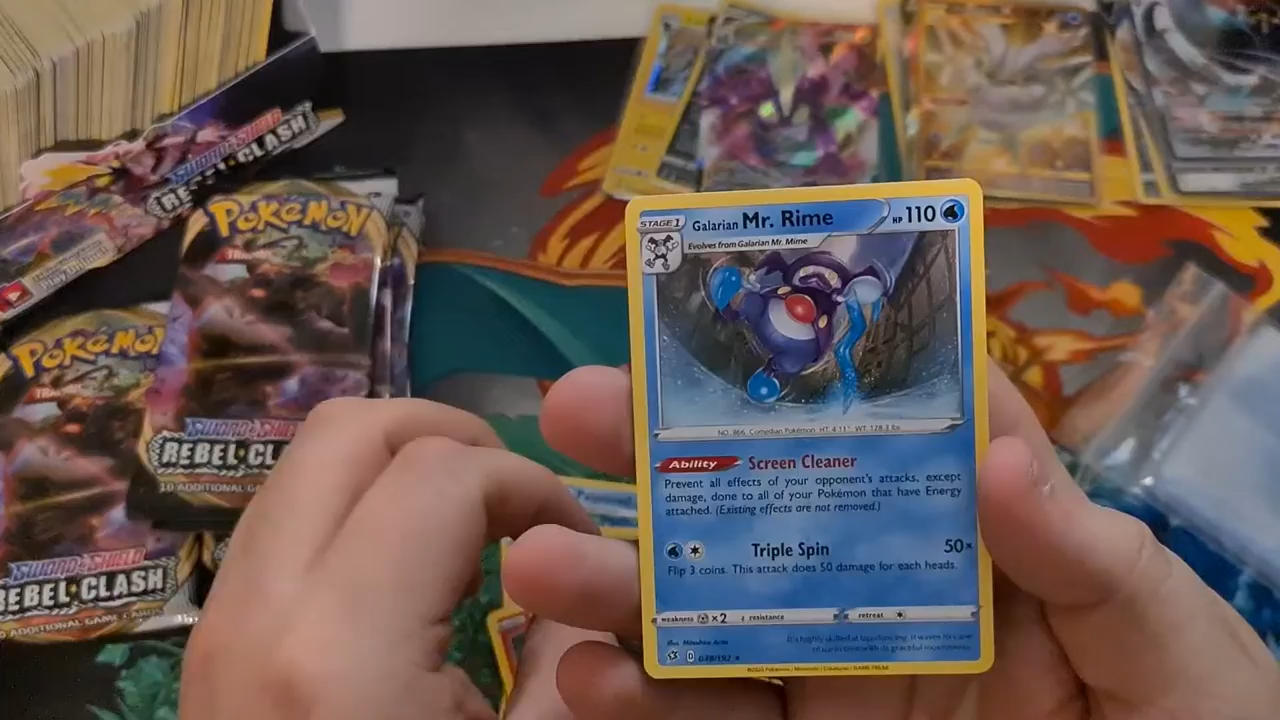 SWORD & SHIELD
POKÉMON
POKÉMON
SWORD & SHIELD
REBEL CL
10 ADDITIONAL GA
SWORD & SHIELD
REBEL CLASH
ADDITIONAL GAME CARDS
STAGE 1
Galarian Mr. Rime
HP 110
Evolves from Galarian Mr. Mime
NO. 866 Comedian Pokémon HT: 4'11" WT: 128.3 lbs
Ability Screen Cleaner
Prevent all effects of your opponent's attacks, except
damage, done to all of your Pokémon that have Energy
attached. (Existing effects are not removed.)
Triple Spin 50×
Flip 3 coins. This attack does 50 damage for each heads.
weakness ×2 resistance retreat
D